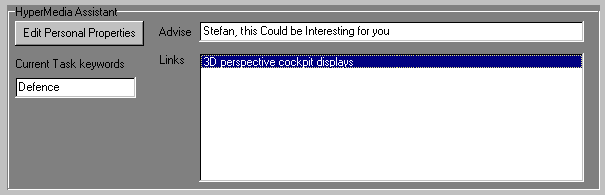 HyperMedia Assistant
Edit Personal Properties
Advise
Stefan, this Could be Interesting for you
Current Task keywords
Defence
Links
3D perspective cockpit displays